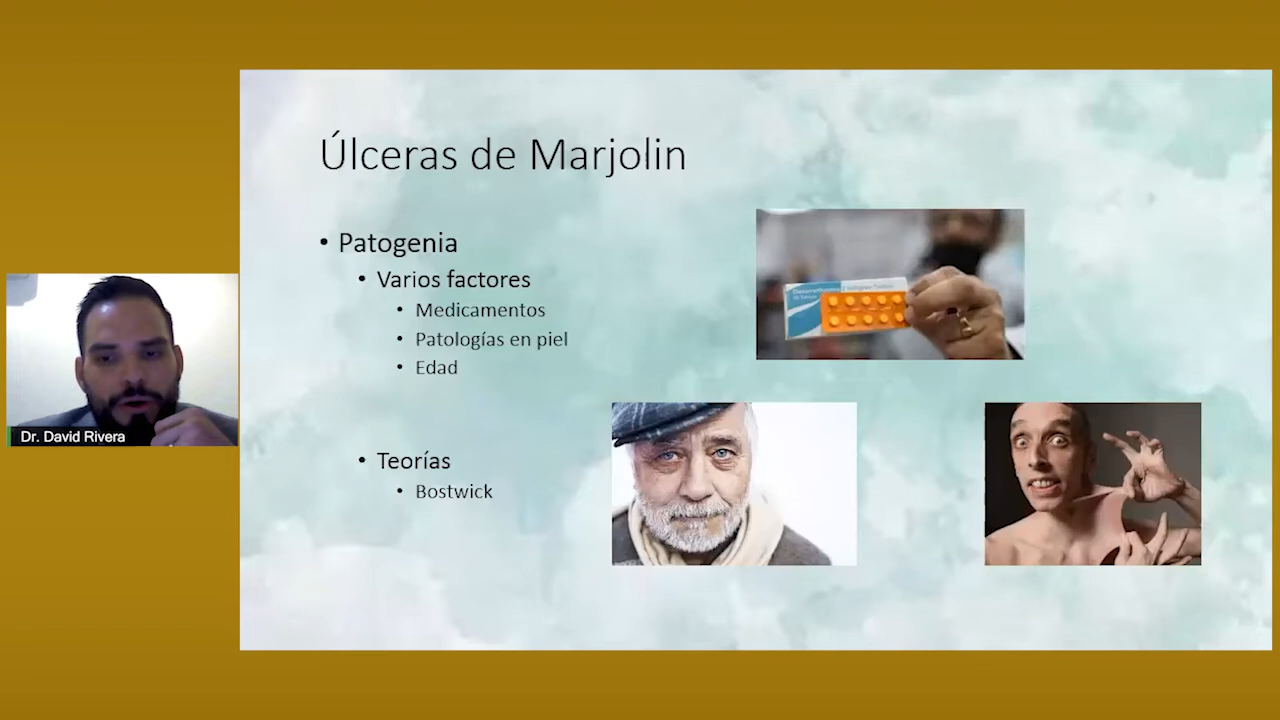 Úlceras de Marjolin
• Patogenia
• Varios factores
• Medicamentos
• Patologías en piel
• Edad
• Teorías
• Bostwick
Dr. David Rivera